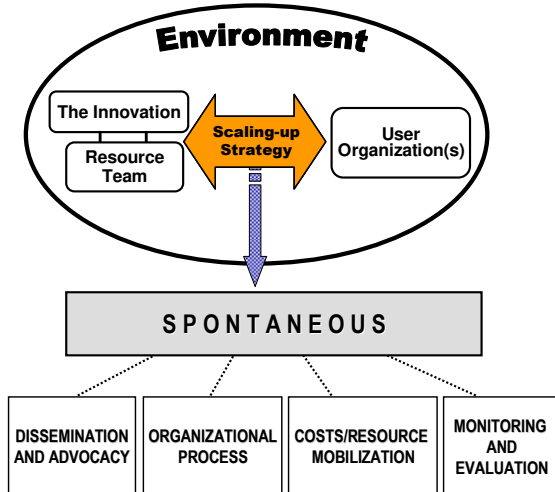 Environment
The Innovation
Resource
Team
Scaling-up
Strategy
User
Organization(s)
SPONTANEOUS
DISSEMINATION
AND ADVOCACY
ORGANIZATIONAL
PROCESS
COSTS/RESOURCE
MOBILIZATION
MONITORING
AND
EVALUATION